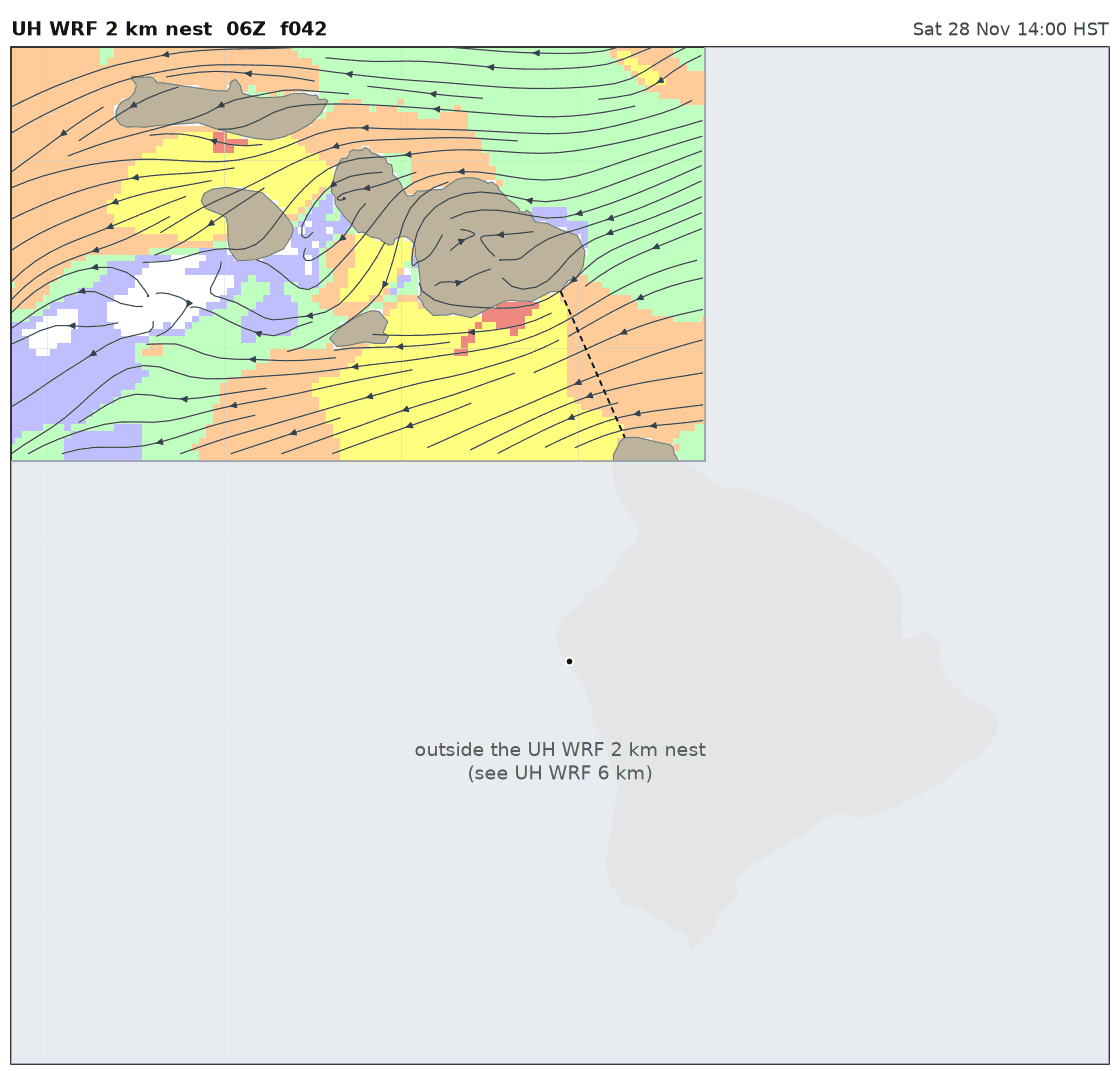 UH WRF 2 km nest  06Z  f042
Sat 28 Nov 14:00 HST
outside the UH WRF 2 km nest
(see UH WRF 6 km)